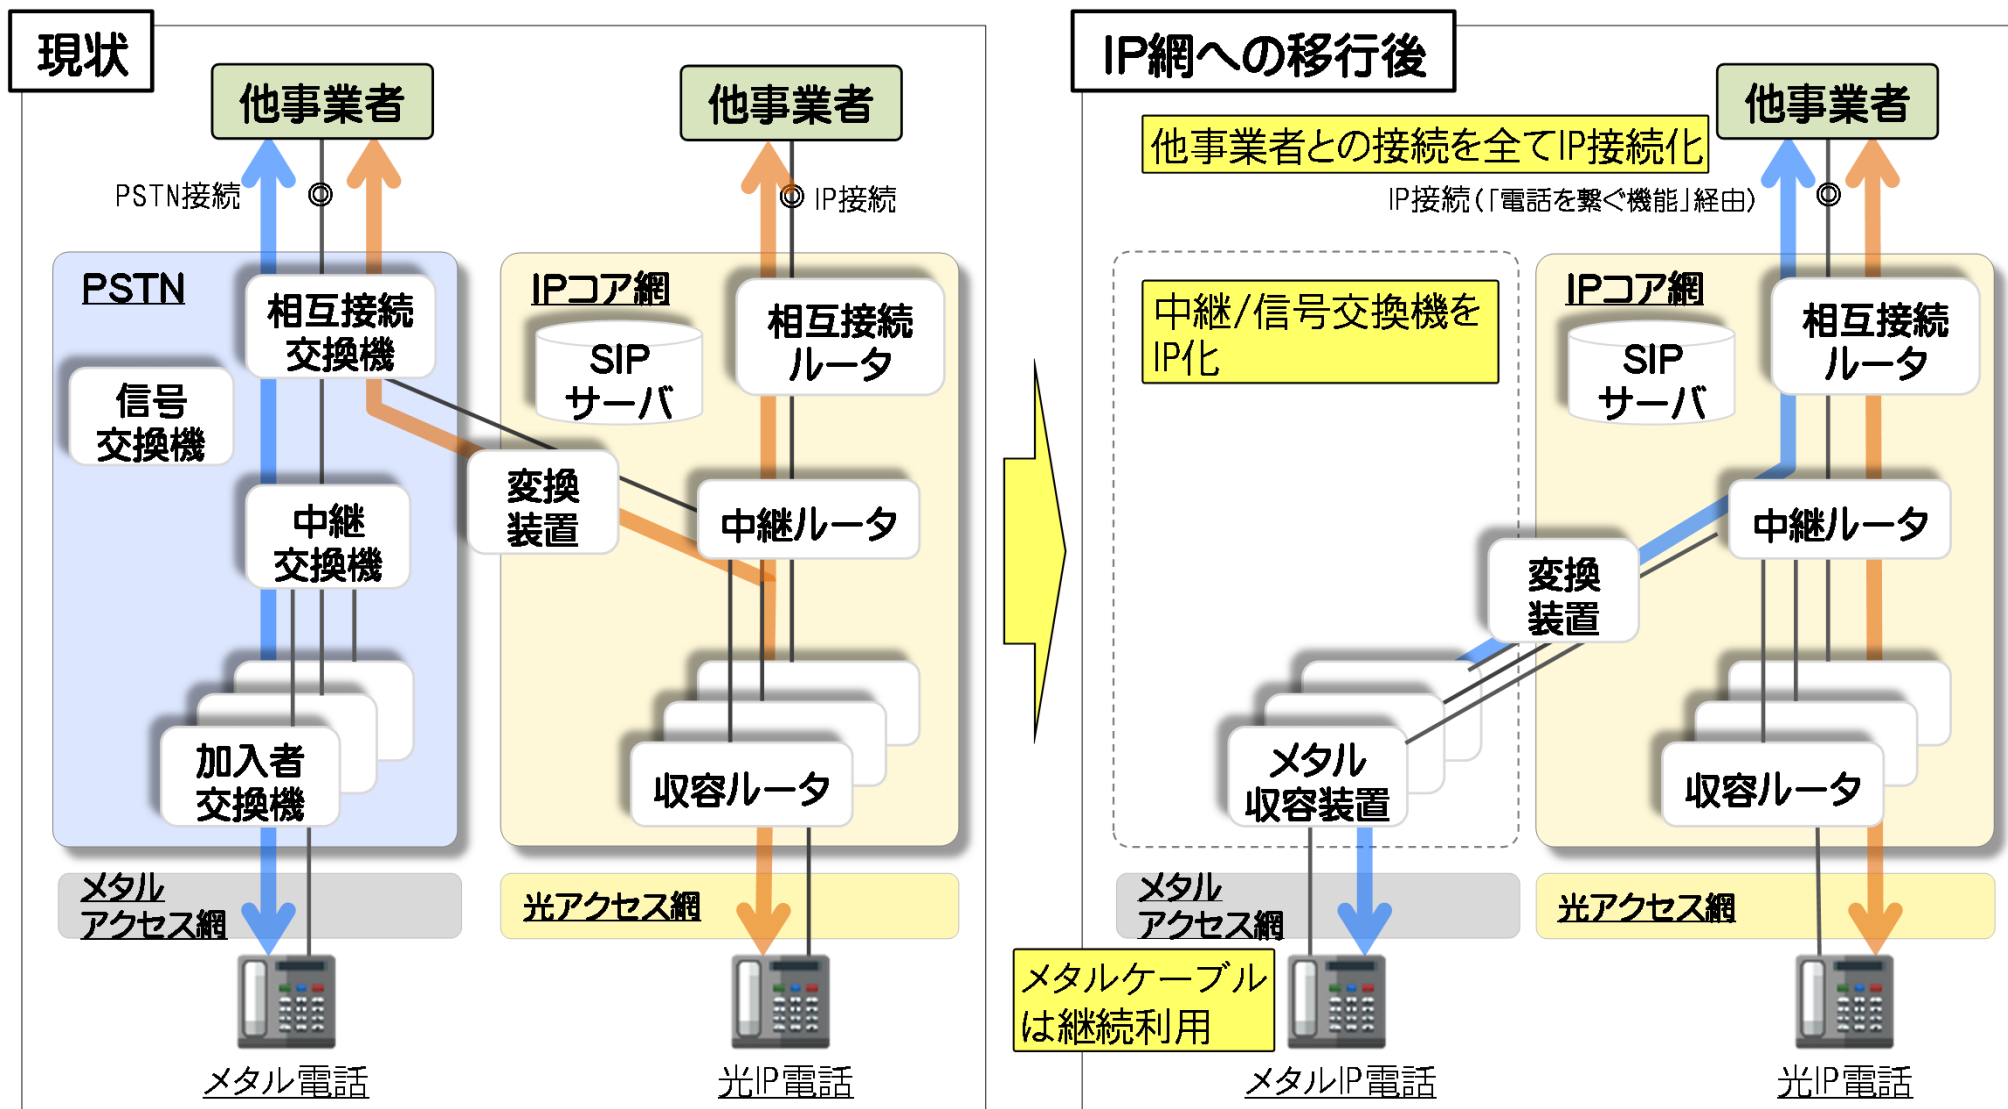 現状
他事業者
他事業者
PSTN接続
IP接続
PSTN
相互接続
交換機
信号
交換機
中継
交換機
加入者
交換機
変換
装置
IPコア網
SIP
サーバ
相互接続
ルータ
中継ルータ
収容ルータ
メタル
アクセス網
光アクセス網
メタル電話
光IP電話
IP網への移行後
他事業者
他事業者との接続を全てIP接続化
IP接続(「電話を繋ぐ機能」経由)
中継/信号交換機を
IP化
IPコア網
SIP
サーバ
相互接続
ルータ
中継ルータ
変換
装置
メタル
収容装置
収容ルータ
メタル
アクセス網
光アクセス網
メタルケーブル
は継続利用
メタルIP電話
光IP電話